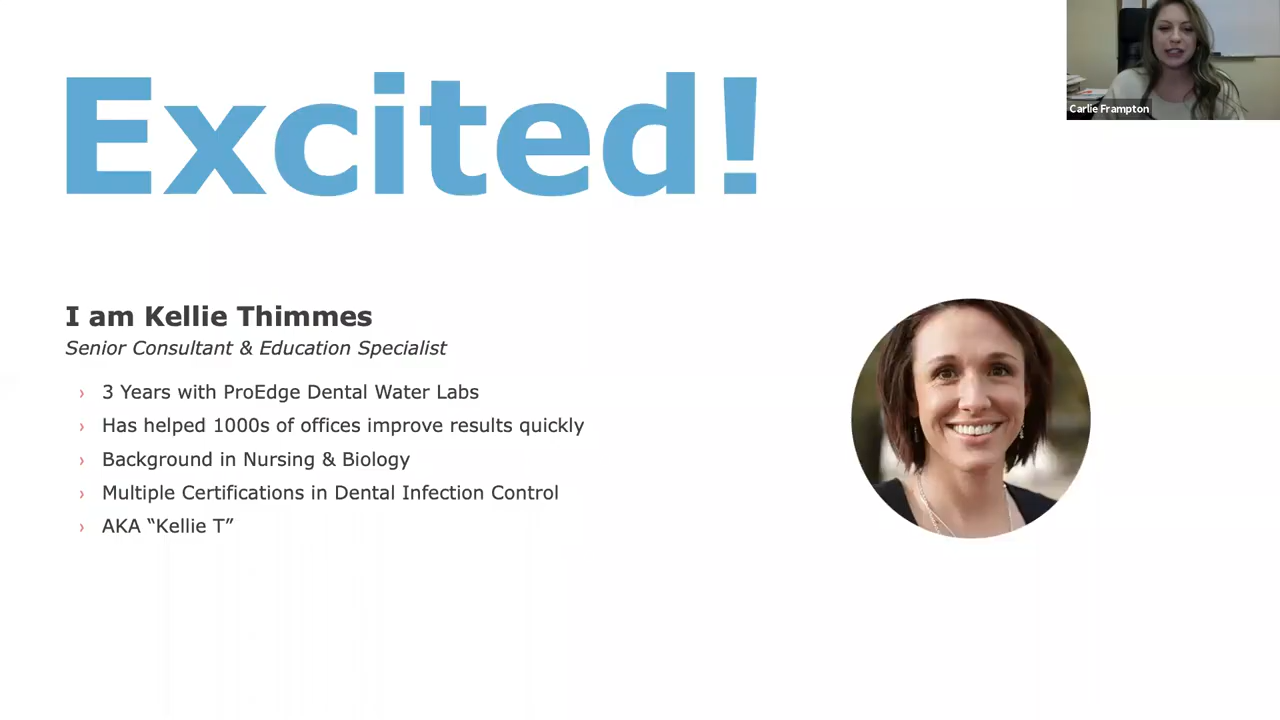 Excited!
Carlie Frampton
I am Kellie Thimmes
Senior Consultant & Education Specialist
› 3 Years with ProEdge Dental Water Labs
› Has helped 1000s of offices improve results quickly
› Background in Nursing & Biology
› Multiple Certifications in Dental Infection Control
› AKA “Kellie T”